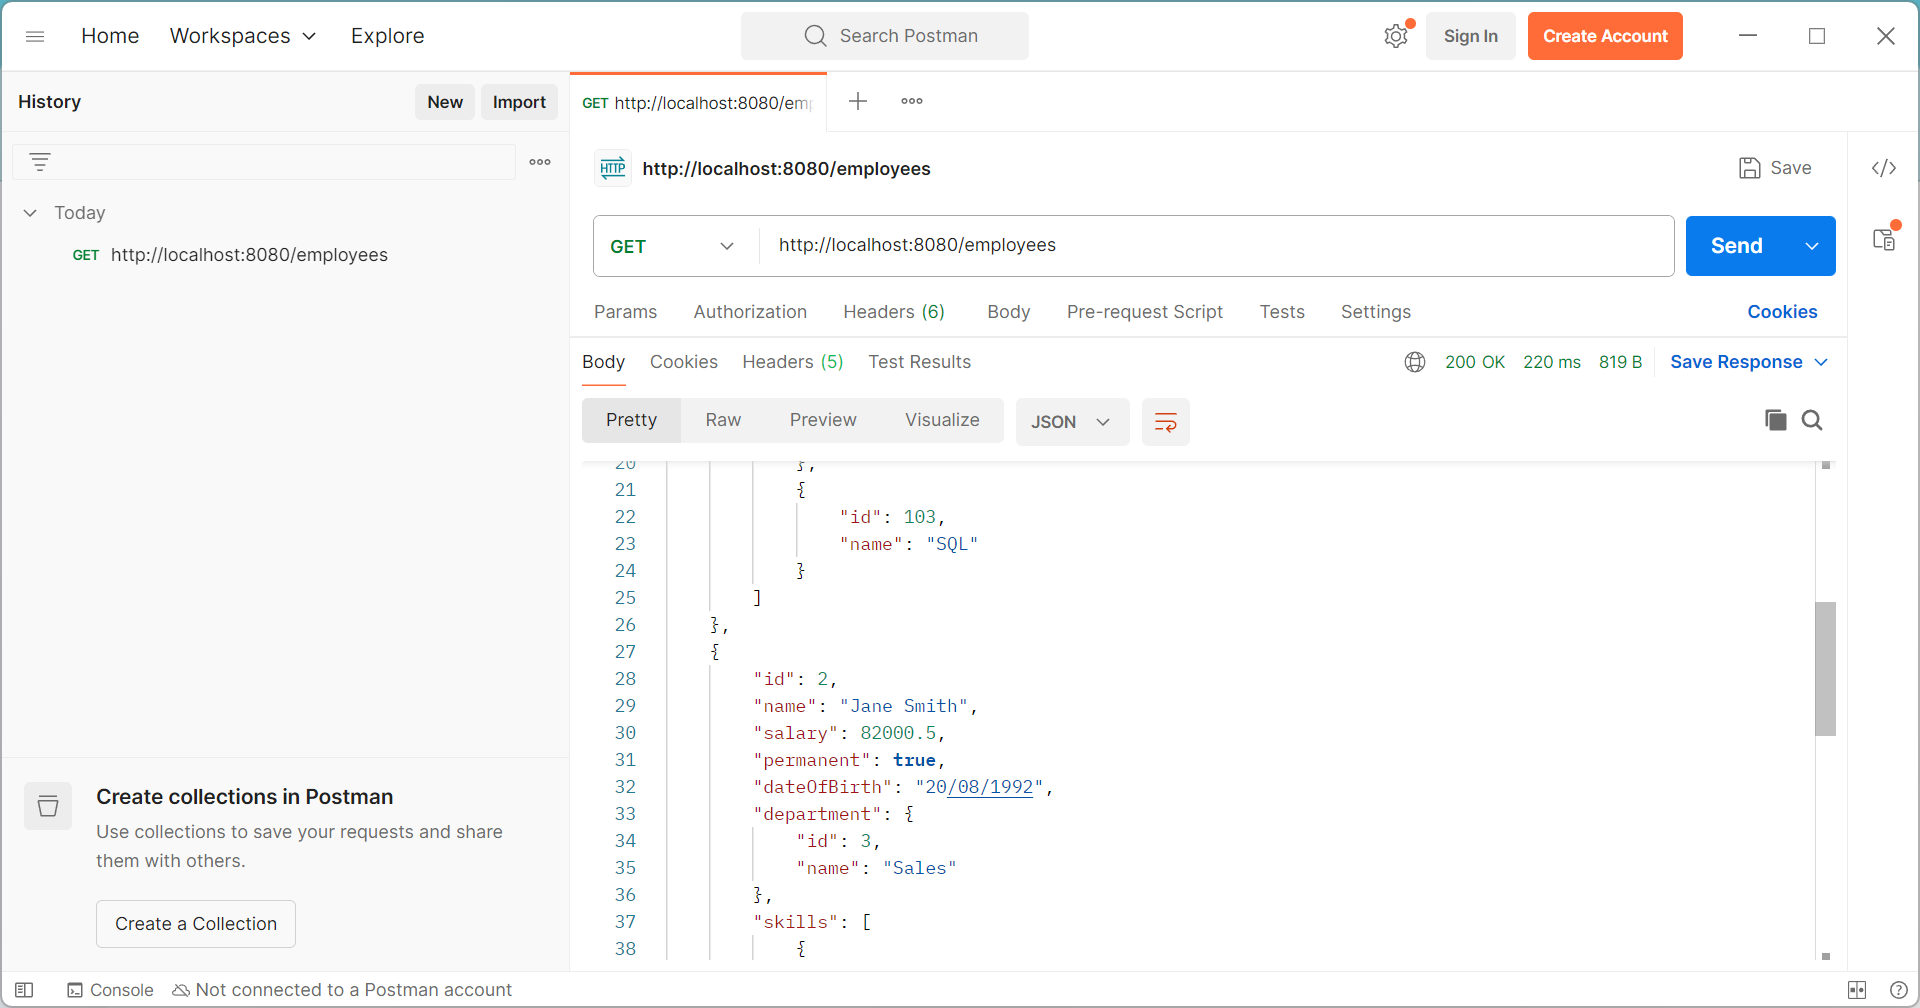 Home Workspaces Explore Search Postman Sign In Create Account
History New Import
GET http://localhost:8080/em
HTTP http://localhost:8080/employees Save
Today
GET http://localhost:8080/employees
GET http://localhost:8080/employees Send
Params Authorization Headers (6) Body Pre-request Script Tests Settings Cookies
Body Cookies Headers (5) Test Results 200 OK 220 ms 819 B Save Response
Pretty Raw Preview Visualize JSON
20 },
21 {
22 "id": 103,
23 "name": "SQL"
24 }
25 ]
26 },
27 {
28 "id": 2,
29 "name": "Jane Smith",
30 "salary": 82000.5,
31 "permanent": true,
32 "dateOfBirth": "20/08/1992",
33 "department": {
34 "id": 3,
35 "name": "Sales"
36 },
37 "skills": [
38 {
Create collections in Postman
Use collections to save your requests and share
them with others.
Create a Collection
Console Not connected to a Postman account